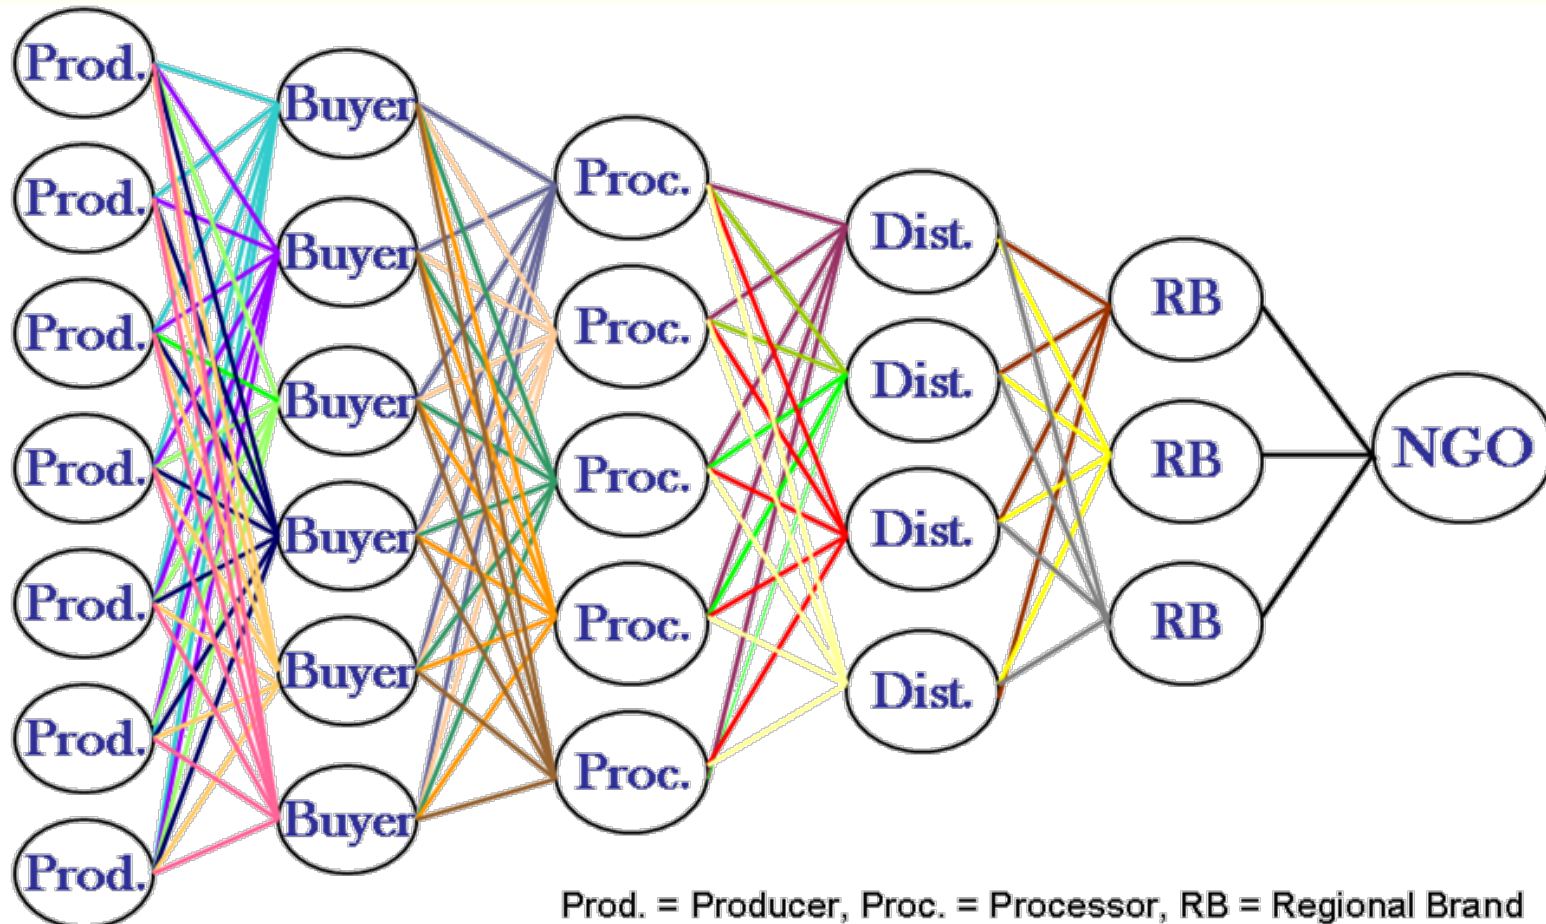 Prod.
Prod.
Prod.
Prod.
Prod.
Prod.
Prod.
Buyer
Buyer
Buyer
Buyer
Buyer
Buyer
Proc.
Proc.
Proc.
Proc.
Proc.
Dist.
Dist.
Dist.
Dist.
RB
RB
RB
NGO
Prod. = Producer, Proc. = Processor, RB = Regional Brand